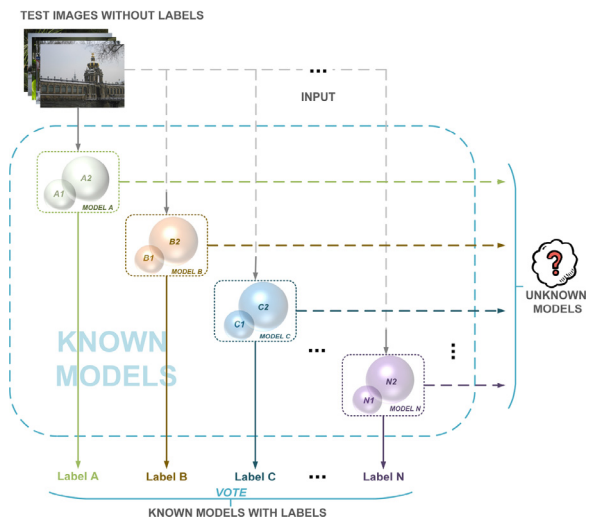 TEST IMAGES WITHOUT LABELS
...
INPUT
A1
A2
MODEL A
B1
B2
MODEL B
C1
C2
MODEL C
...
...
N1
N2
MODEL N
KNOWN
MODELS
?
UNKNOWN
MODELS
Label A
Label B
Label C
...
Label N
VOTE
KNOWN MODELS WITH LABELS